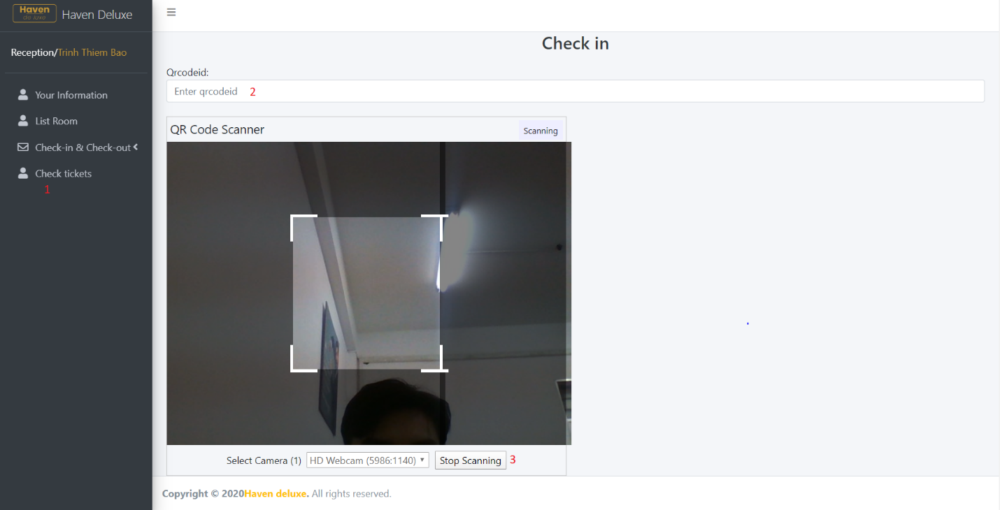 Haven
de luxe
Haven Deluxe
Reception/Trinh Thiem Bao
Your Information
List Room
Check-in & Check-out
Check tickets
1
Check in
Qrcodeid:
Enter qrcodeid 2
QR Code Scanner
Scanning
Select Camera (1) HD Webcam (5986:1140) Stop Scanning 3
Copyright © 2020Haven deluxe. All rights reserved.